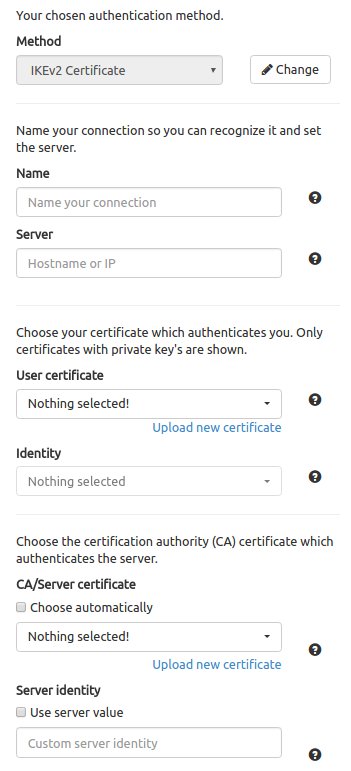 Your chosen authentication method.
Method
IKEv2 Certificate
Change
Name your connection so you can recognize it and set
the server.
Name
Name your connection
Server
Hostname or IP
Choose your certificate which authenticates you. Only
certificates with private key's are shown.
User certificate
Nothing selected!
Upload new certificate
Identity
Nothing selected
Choose the certification authority (CA) certificate which
authenticates the server.
CA/Server certificate
Choose automatically
Nothing selected!
Upload new certificate
Server identity
Use server value
Custom server identity